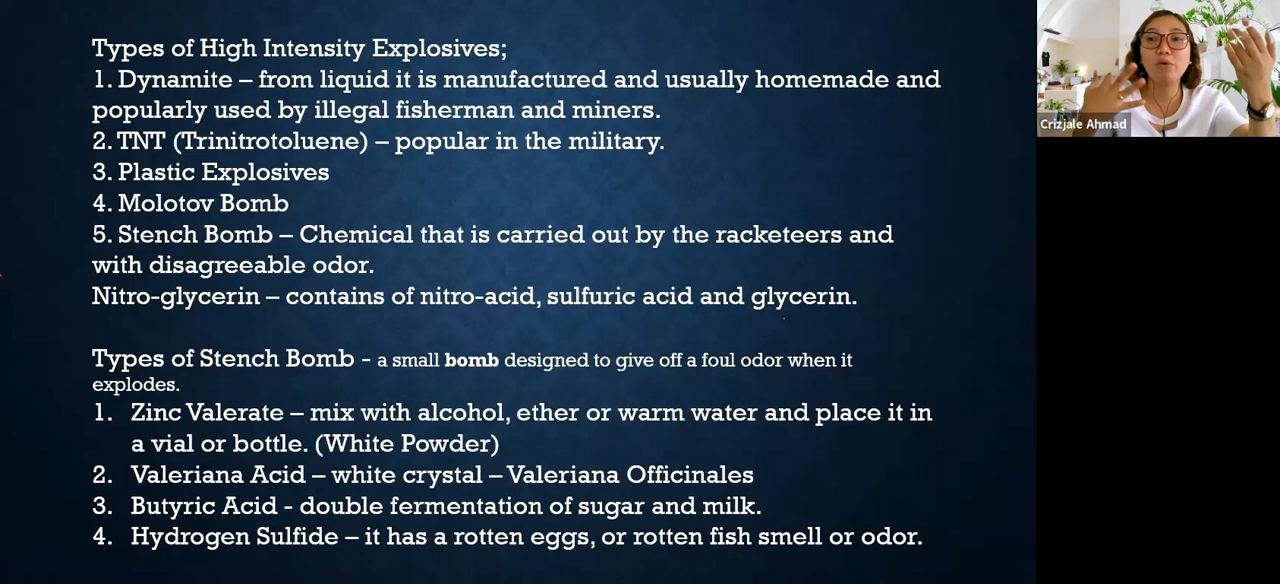 Types of High Intensity Explosives;
1. Dynamite – from liquid it is manufactured and usually homemade and
popularly used by illegal fisherman and miners.
2. TNT (Trinitrotoluene) – popular in the military.
3. Plastic Explosives
4. Molotov Bomb
5. Stench Bomb – Chemical that is carried out by the racketeers and
with disagreeable odor.
Nitro-glycerin – contains of nitro-acid, sulfuric acid and glycerin.
Types of Stench Bomb - a small bomb designed to give off a foul odor when it
explodes.
1. Zinc Valerate – mix with alcohol, ether or warm water and place it in
a vial or bottle. (White Powder)
2. Valeriana Acid – white crystal – Valeriana Officinales
3. Butyric Acid - double fermentation of sugar and milk.
4. Hydrogen Sulfide – it has a rotten eggs, or rotten fish smell or odor.
Crizjale Ahmad